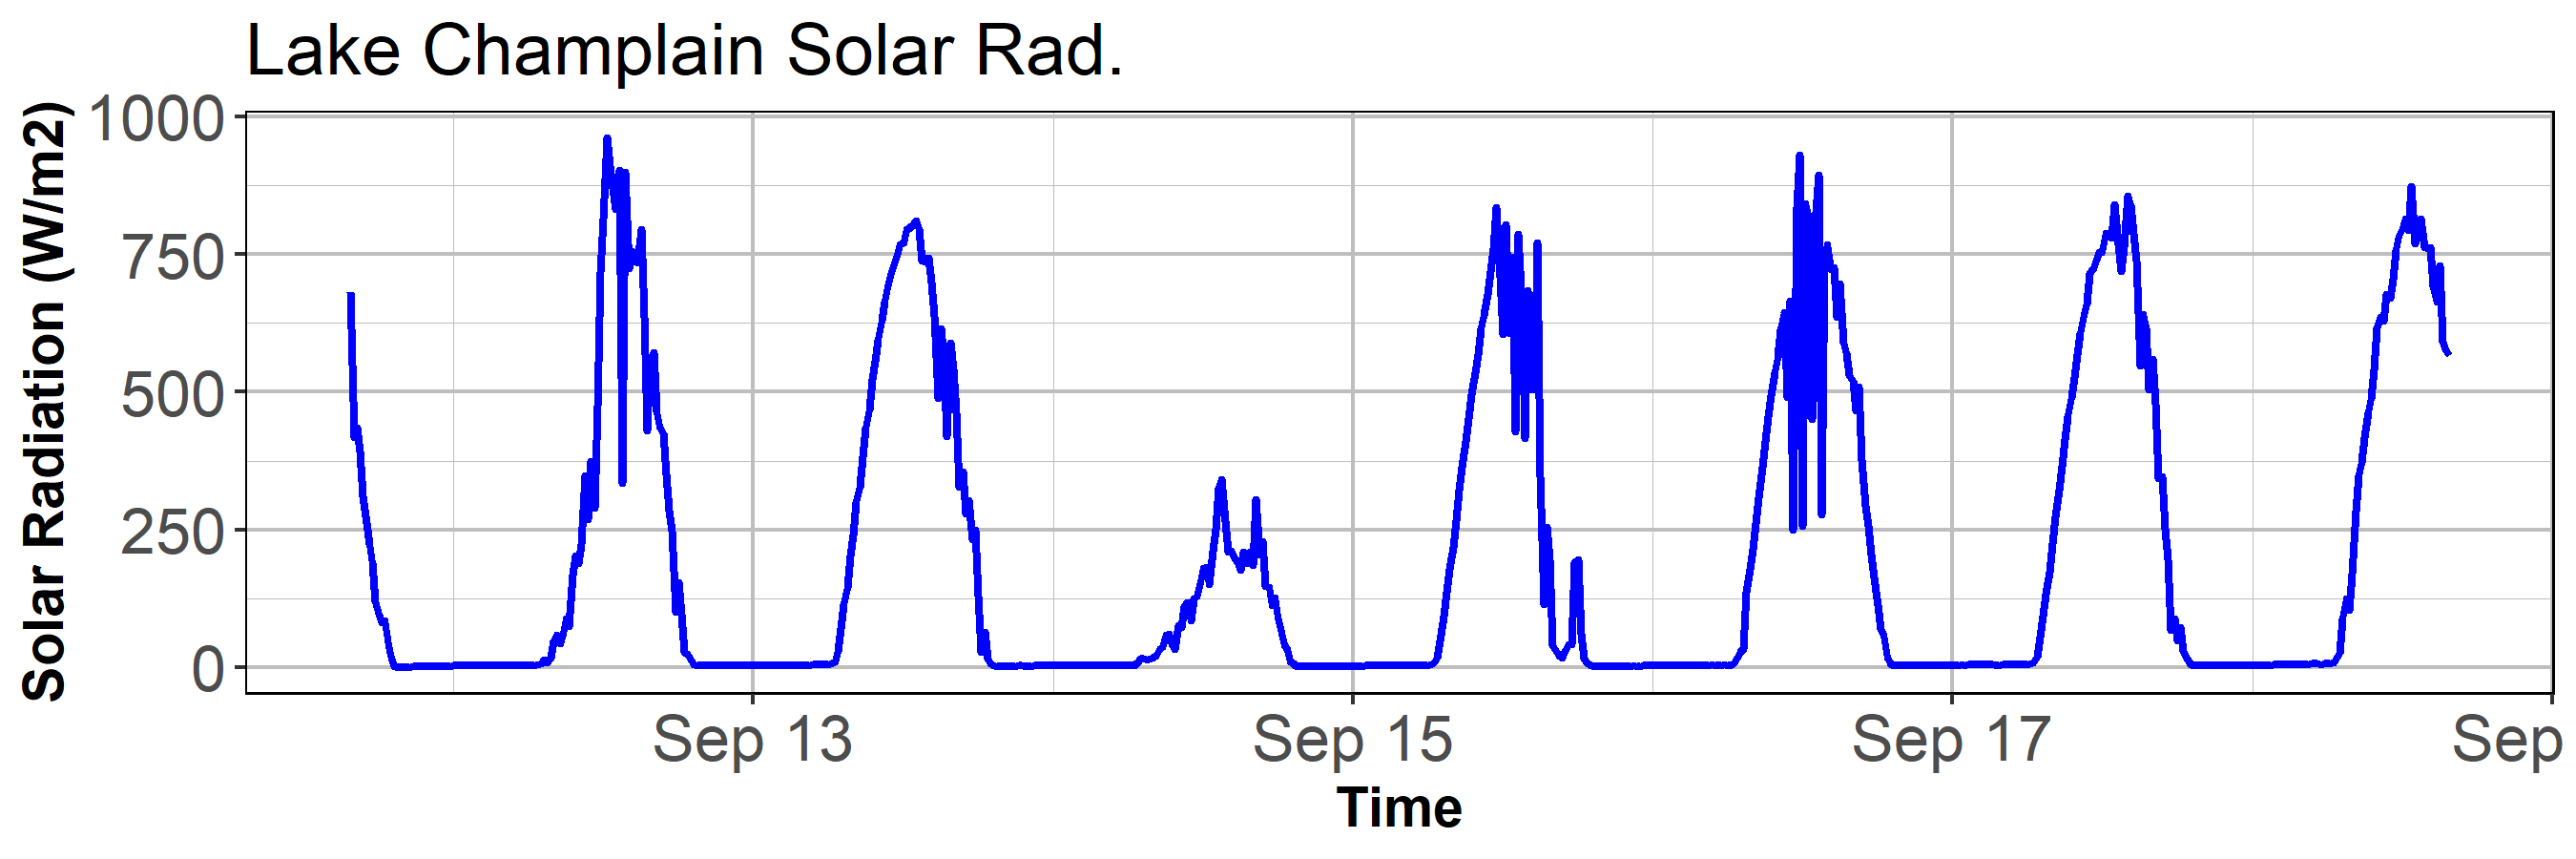 Lake Champlain Solar Rad.
Solar Radiation (W/m2)
1000
750
500
250
0
Sep 13
Sep 15
Sep 17
Sep
Time